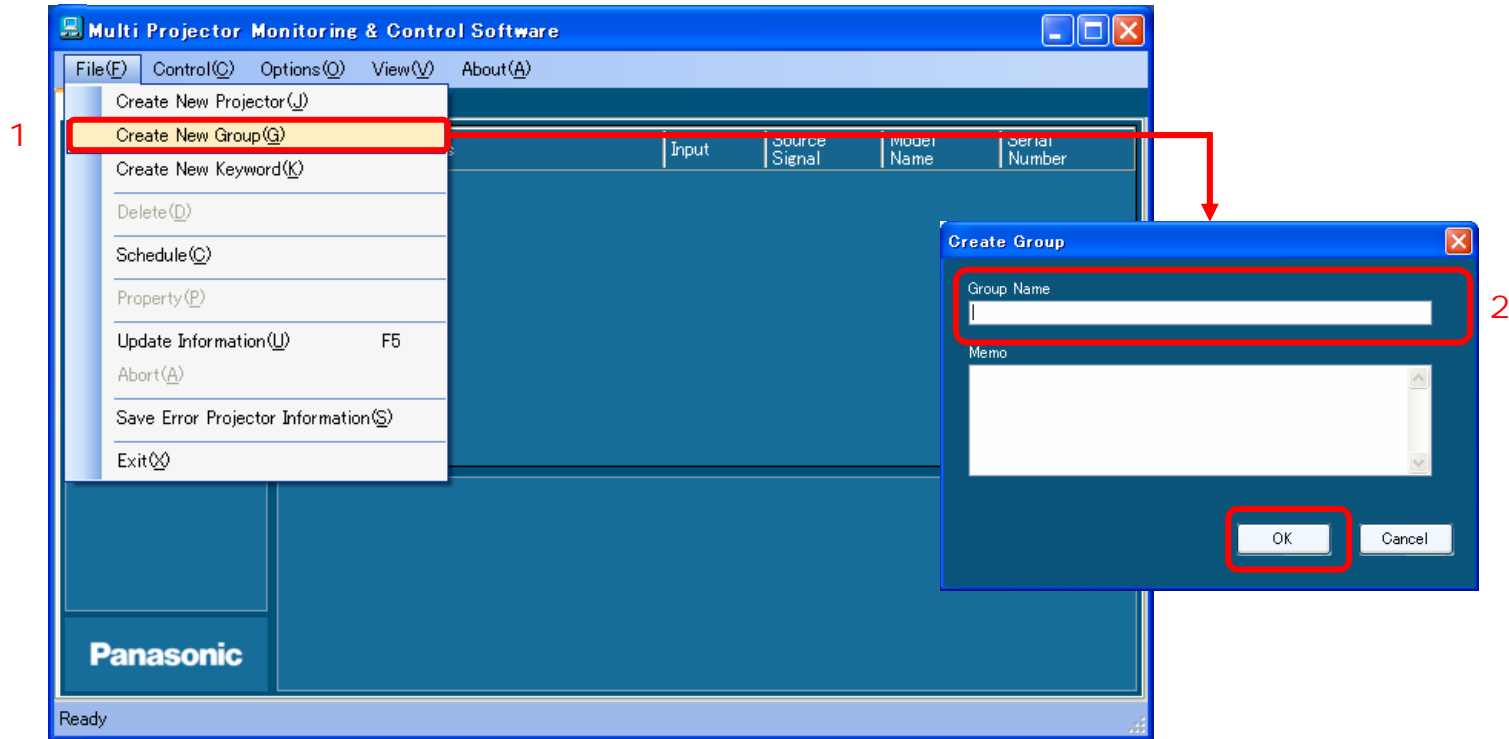 Multi Projector Monitoring & Control Software
File(F) Control(C) Options(O) View(V) About(A)
Create New Projector(J)
1
Create New Group(G)
Create New Keyword(K)
Delete(D)
Schedule(C)
Property(P)
Update Information(U) F5
Abort(A)
Save Error Projector Information(S)
Exit(X)
Input
Source Signal
Model Name
Serial Number
Create Group
Group Name
2
Memo
OK Cancel
Panasonic
Ready